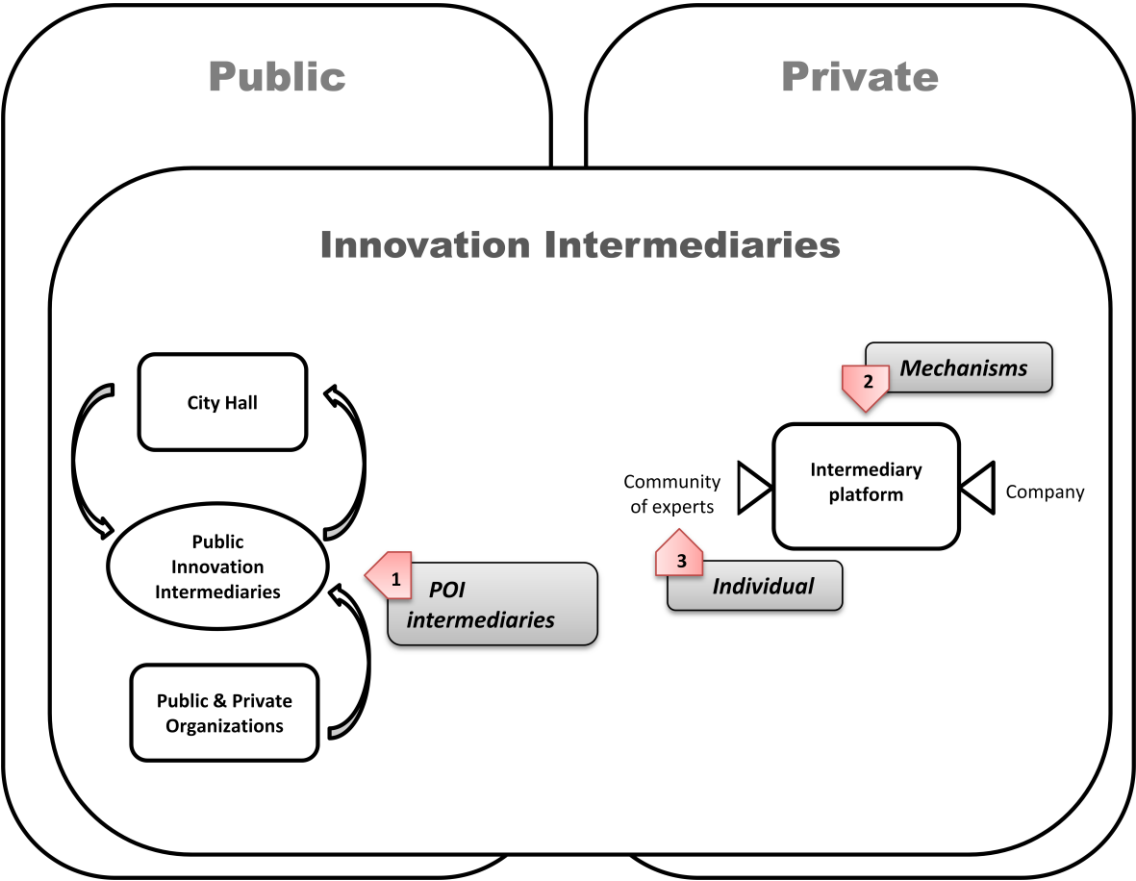 Public
Private
Innovation Intermediaries
City Hall
Public
Innovation
Intermediaries
Public & Private
Organizations
1
POI
intermediaries
2
Mechanisms
Intermediary
platform
Community
of experts
Company
3
Individual